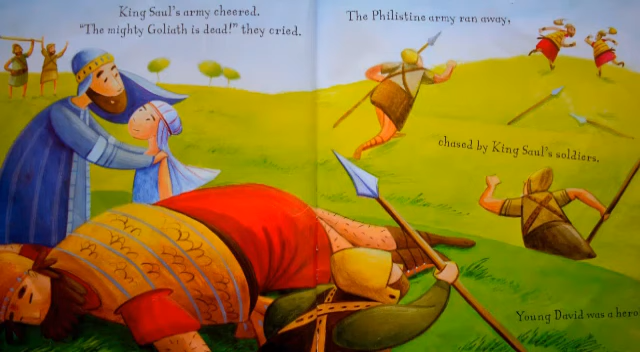 King Saul's army cheered.
"The mighty Goliath is dead!" they cried.
The Philistine army ran away,
chased by King Saul's soldiers.
Young David was a hero